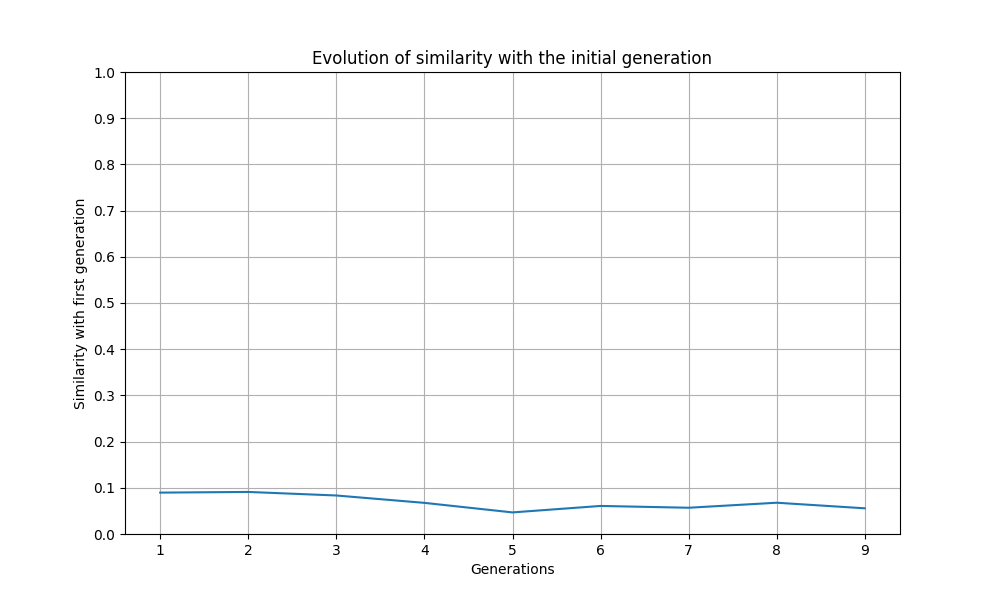 Evolution of similarity with the initial generation
1.0
0.9
0.8
0.7
0.6
0.5
0.4
0.3
0.2
0.1
0.0
Similarity with first generation
1 2 3 4 5 6 7 8 9
Generations